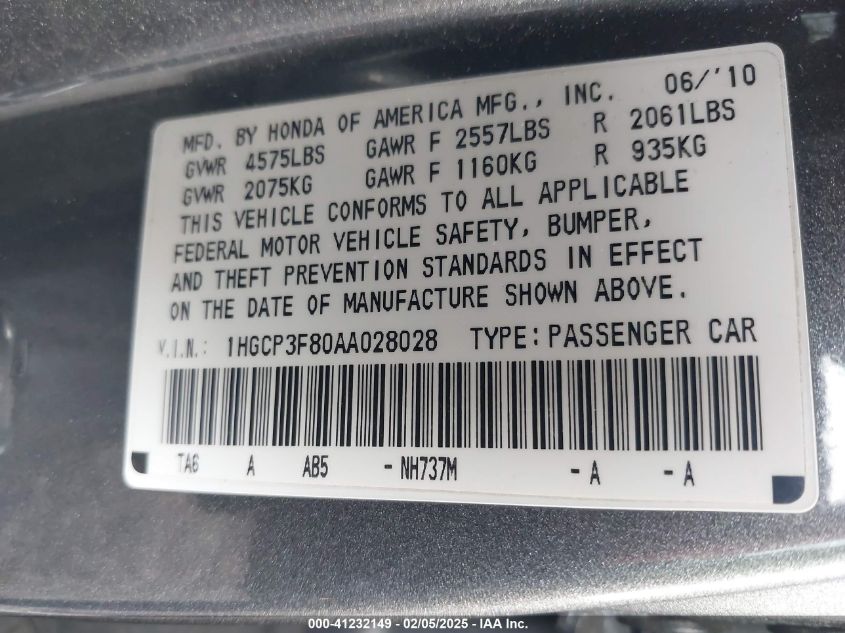 MFD. BY HONDA OF AMERICA MFG., INC. 06/'10
GVWR 4575LBS GAWR F 2557LBS R 2061LBS
GVWR 2075KG GAWR F 1160KG R 935KG
THIS VEHICLE CONFORMS TO ALL APPLICABLE
FEDERAL MOTOR VEHICLE SAFETY, BUMPER,
AND THEFT PREVENTION STANDARDS IN EFFECT
ON THE DATE OF MANUFACTURE SHOWN ABOVE.
V.I.N.: 1HGCP3F80AA028028 TYPE: PASSENGER CAR
TA6 A AB5 - NH737M - A - A
000-41232149 - 02/05/2025 - IAA Inc.